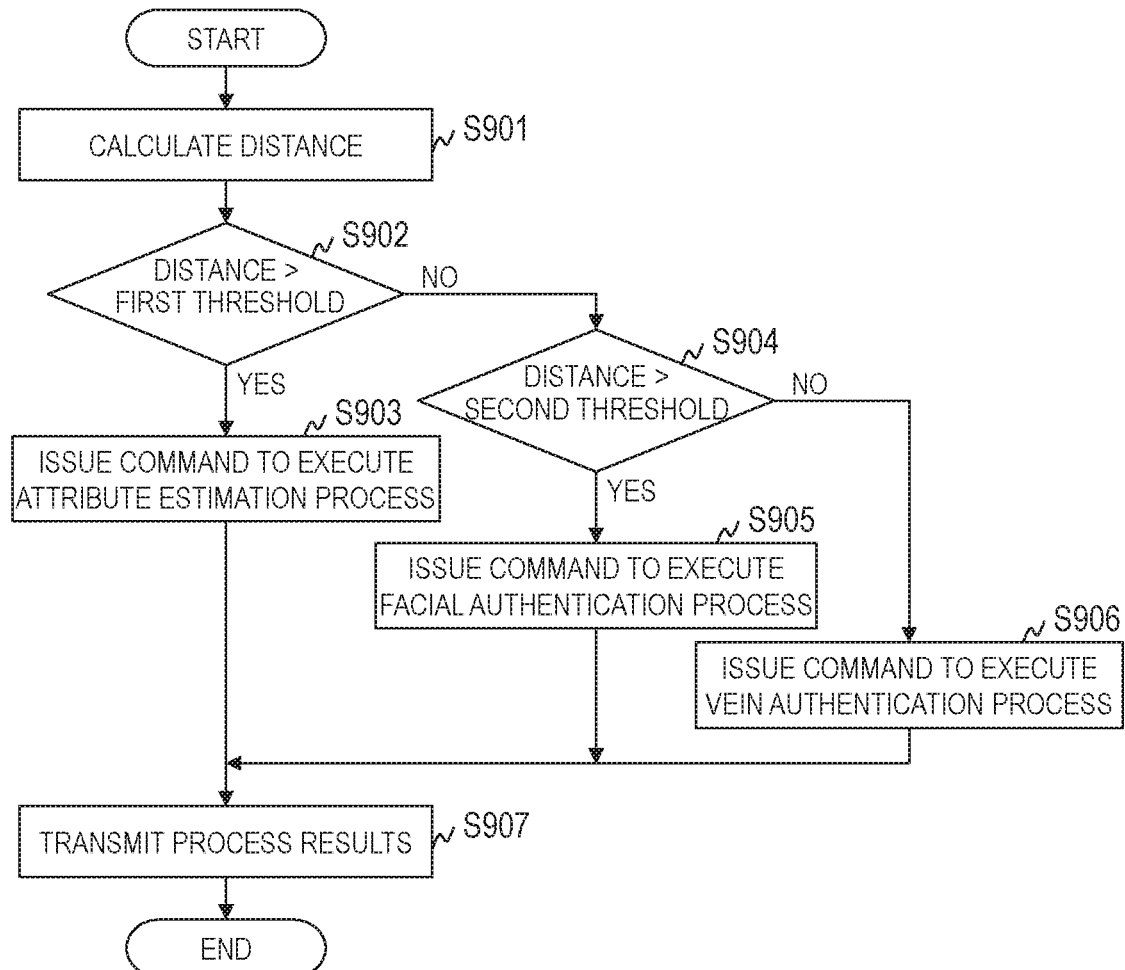 START
CALCULATE DISTANCE
S901
DISTANCE >
FIRST THRESHOLD
S902
NO
YES
DISTANCE >
SECOND THRESHOLD
S904
NO
YES
ISSUE COMMAND TO EXECUTE
ATTRIBUTE ESTIMATION PROCESS
S903
ISSUE COMMAND TO EXECUTE
FACIAL AUTHENTICATION PROCESS
S905
ISSUE COMMAND TO EXECUTE
VEIN AUTHENTICATION PROCESS
S906
TRANSMIT PROCESS RESULTS
S907
END